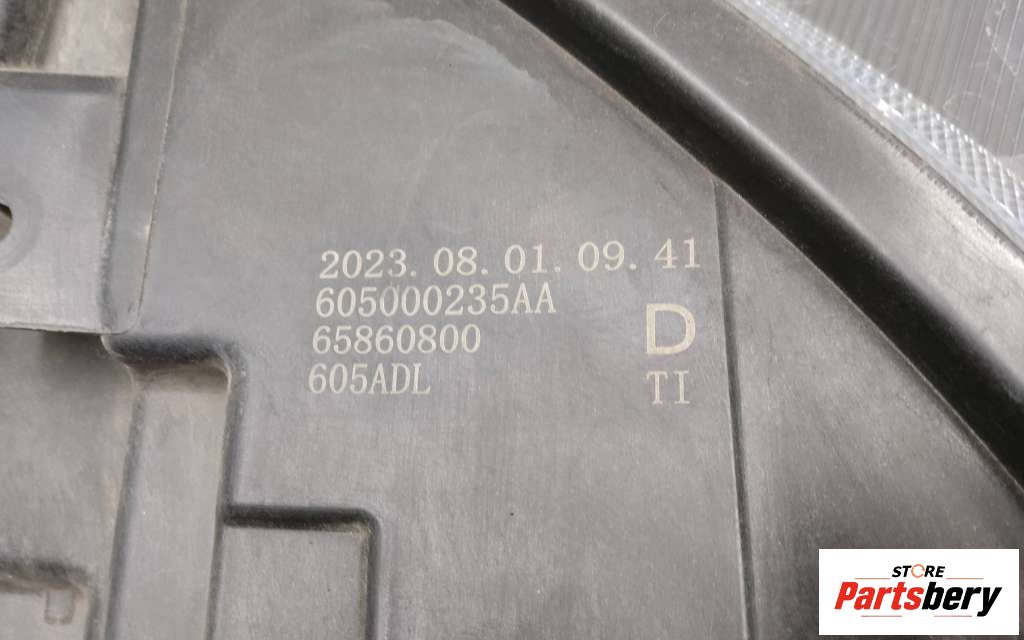 2023. 08. 01. 09. 41
605000235AA
65860800
605ADL
D
TI
STORE
Partsbery